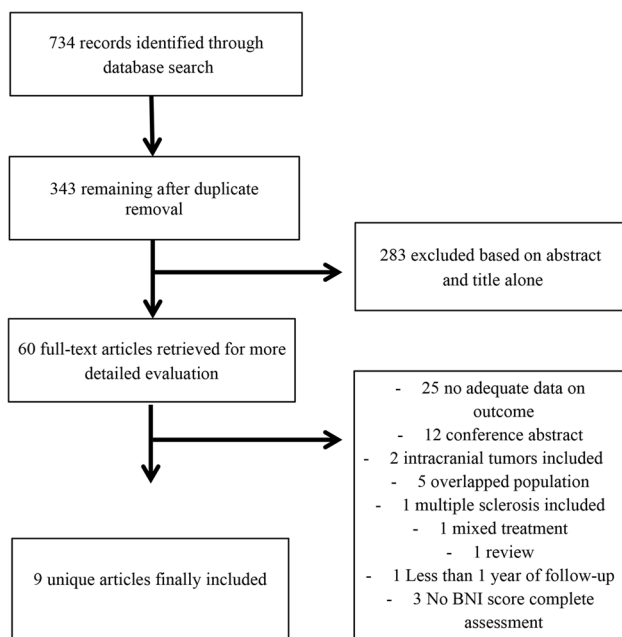 734 records identified through
database search
343 remaining after duplicate
removal
283 excluded based on abstract
and title alone
60 full-text articles retrieved for more
detailed evaluation
- 25 no adequate data on
outcome
- 12 conference abstract
- 2 intracranial tumors included
- 5 overlapped population
- 1 multiple sclerosis included
- 1 mixed treatment
- 1 review
- 1 Less than 1 year of follow-up
- 3 No BNI score complete
assessment
9 unique articles finally included